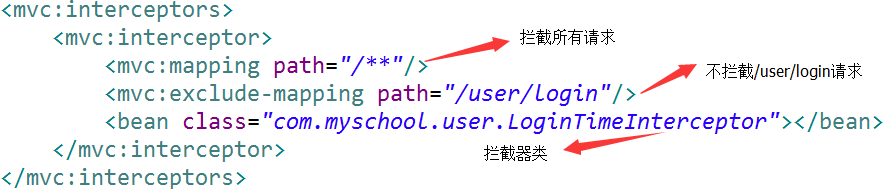 <mvc:interceptors>
<mvc:interceptor>
拦截所有请求
<mvc:mapping path="/**"/>
不拦截/user/login请求
<mvc:exclude-mapping path="/user/login"/>
<bean class="com.myschool.user.LoginTimeInterceptor"></bean>
</mvc:interceptor>
拦截器类
</mvc:interceptors>